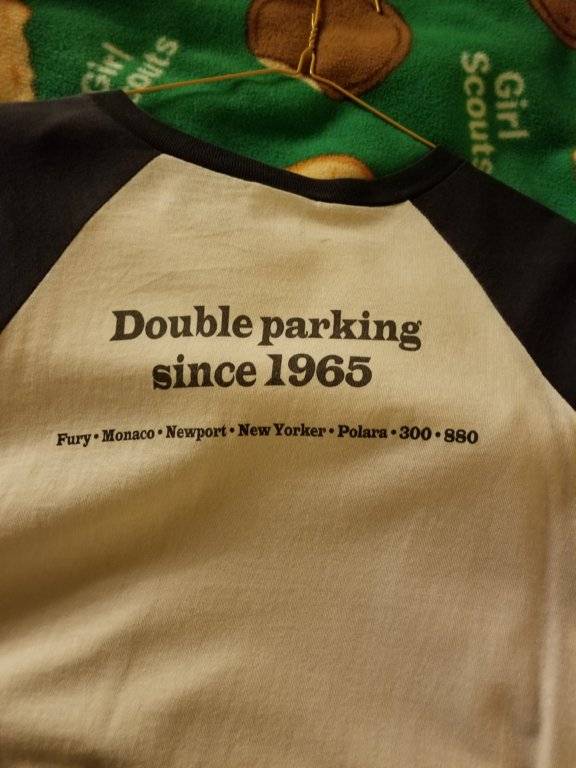 Girl
Scouts
Girl
Scouts
Double parking
since 1965
Fury • Monaco • Newport • New Yorker • Polara • 300 • 880